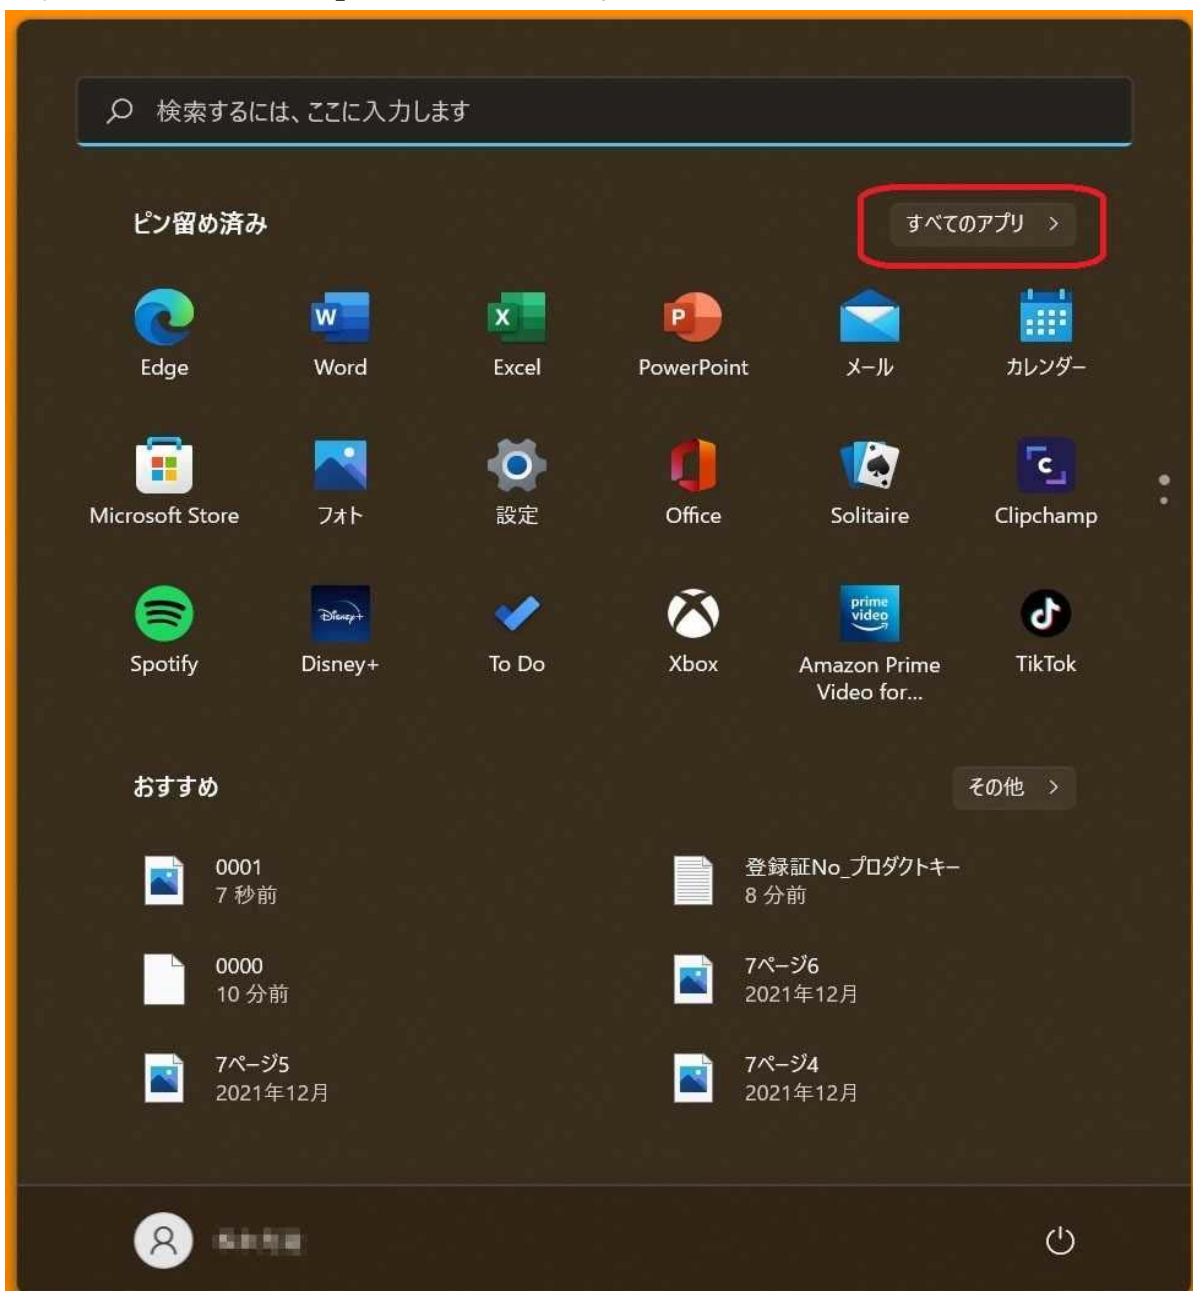 検索するには、ここに入力します
ピン留め済み
すべてのアプリ
Edge
Word
Excel
PowerPoint
メール
カレンダー
Microsoft Store
フォト
設定
Office
Solitaire
Clipchamp
Spotify
Disney+
To Do
Xbox
prime
video
Amazon Prime
Video for...
TikTok
おすすめ
その他
0001
7 秒前
登録証No_プロダクトキー
8 分前
0000
10 分前
7ページ6
2021年12月
7ページ5
2021年12月
7ページ4
2021年12月